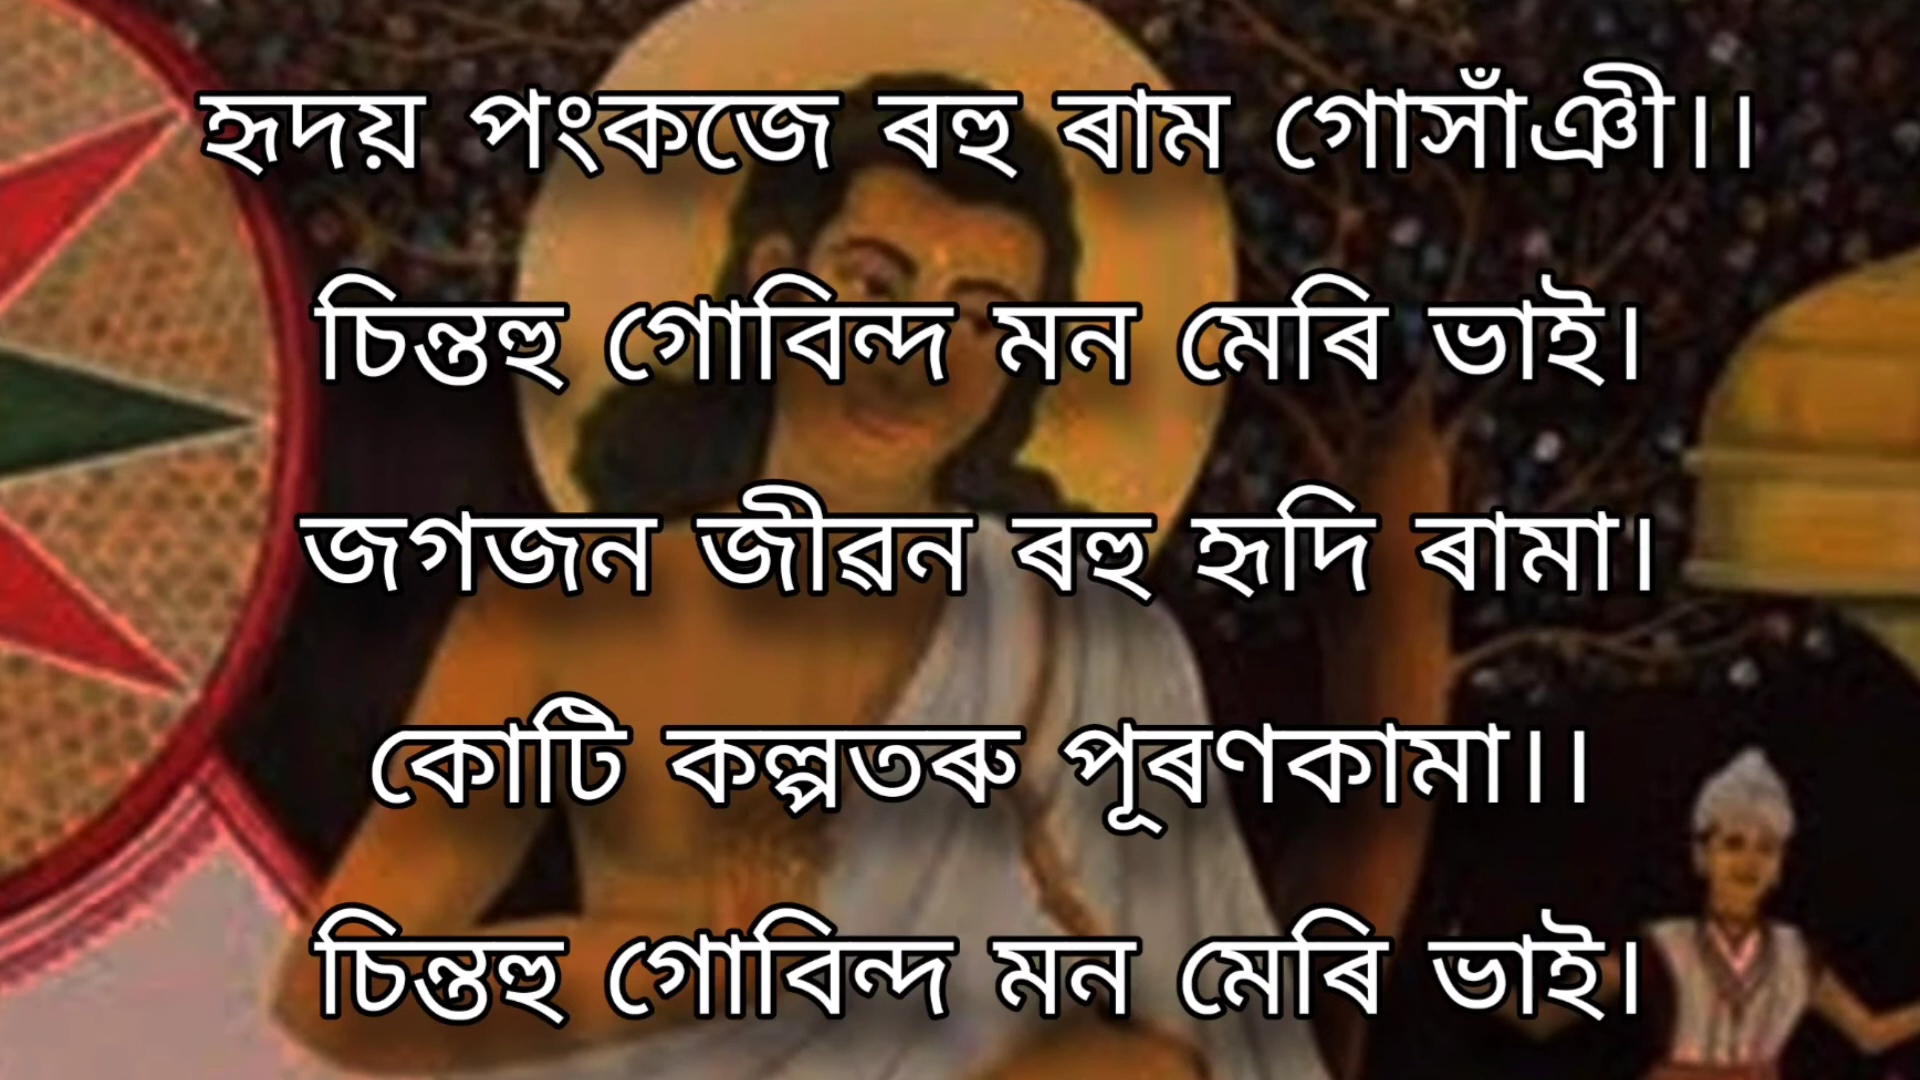 হৃদয় পংকজে ৰহু ৰাম গোসাঁঞী।।
চিন্তহু গোবিন্দ মন মেৰি ভাই।
জগজন জীৱন ৰহু হৃদি ৰামা।
কোটি কল্পতৰু পূৰণকামা।।
চিন্তহু গোবিন্দ মন মেৰি ভাই।